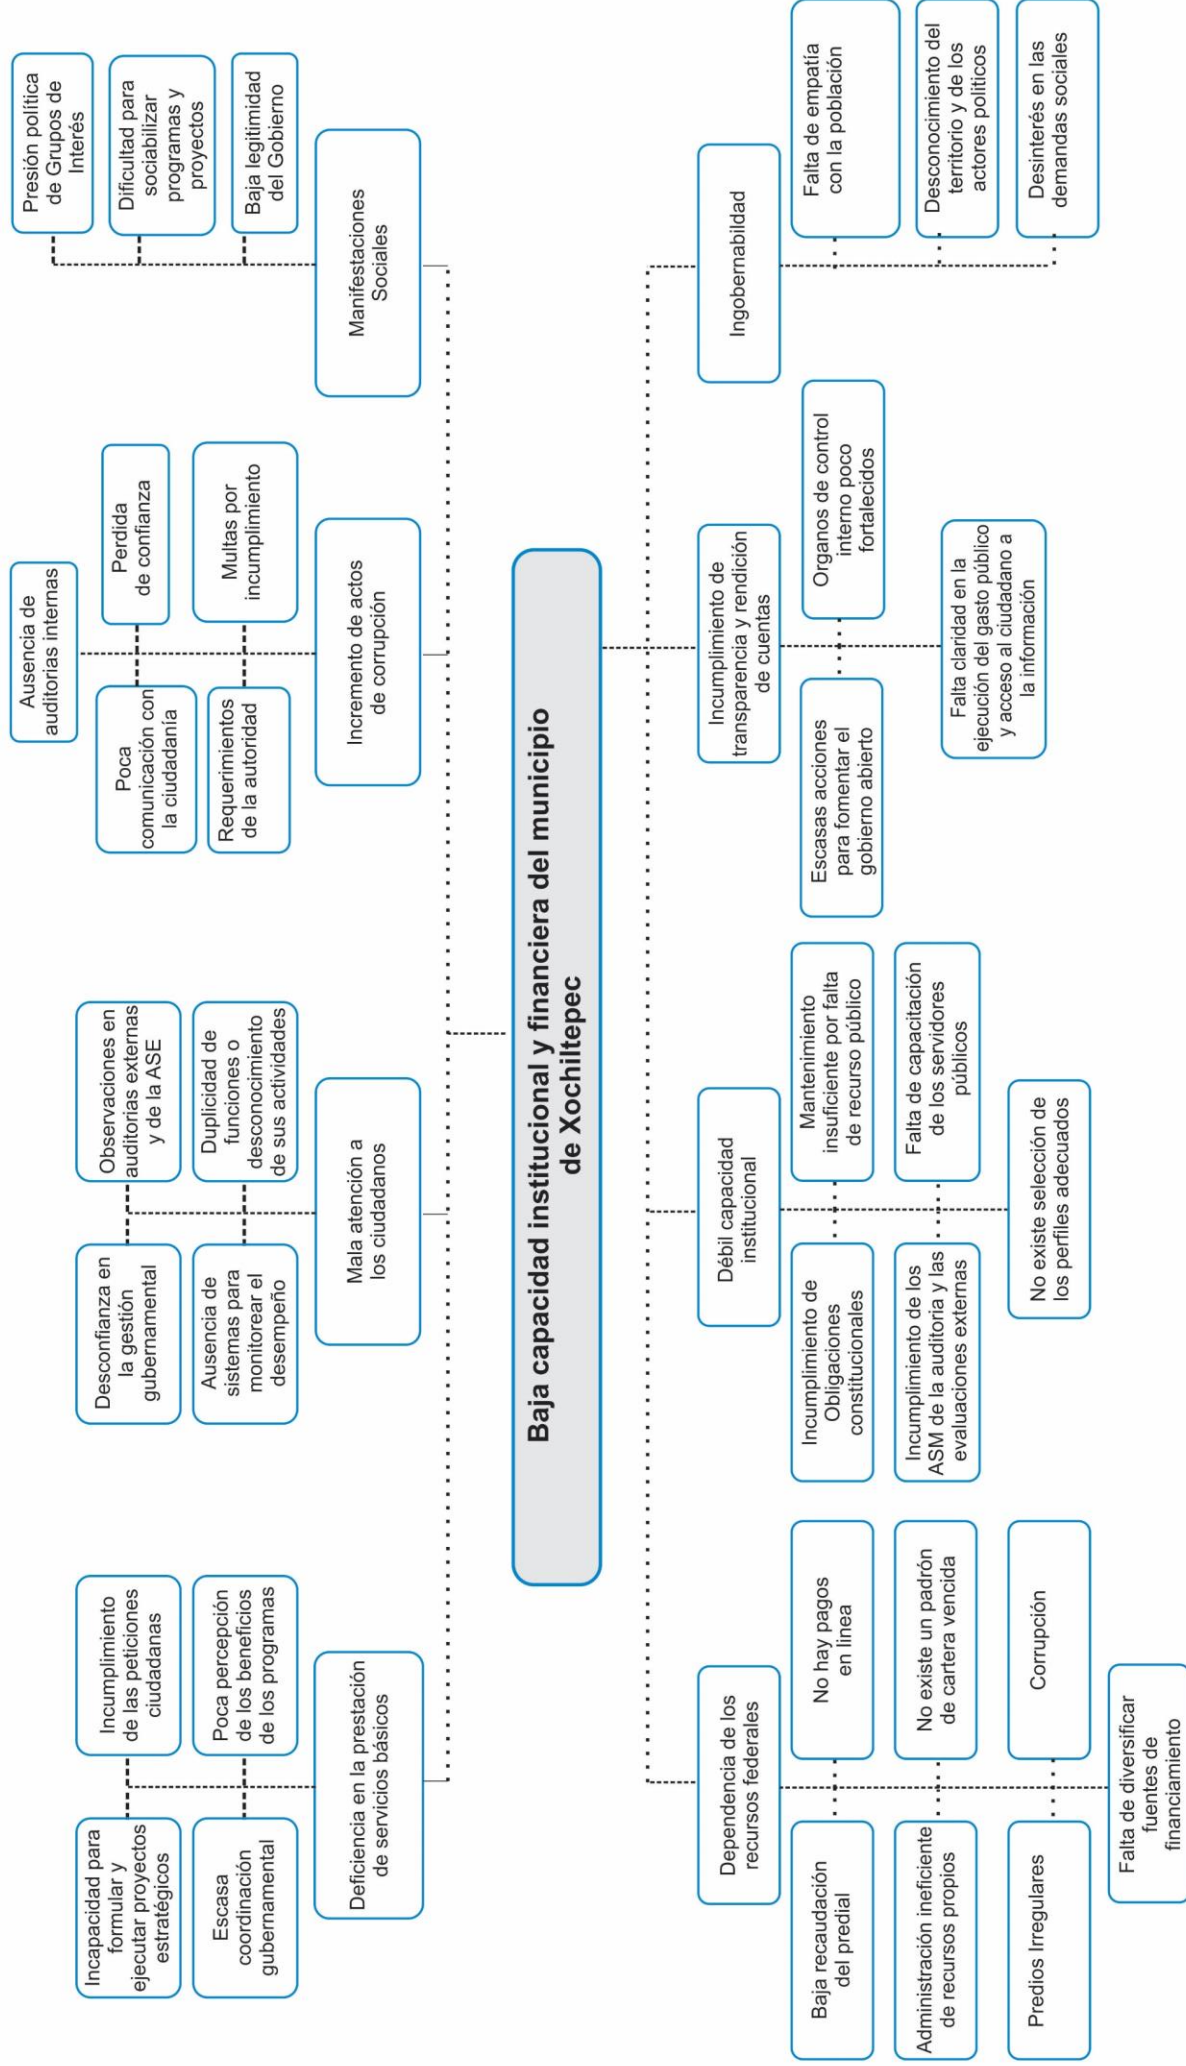 Incapacidad para
formular y
ejecutar proyectos
estratégicos
Incumplimiento
de las peticiones
ciudadanas
Escasa
coordinación
gubernamental
Poca percepción
de los beneficios
de los programas
Deficiencia en la prestación
de servicios básicos
Desconfianza en
la gestión
gubernamental
Observaciones en
auditorias externas
y de la ASE
Ausencia de
sistemas para
monitorear el
desempeño
Duplicidad de
funciones o
desconocimiento
de sus actividades
Mala atención a
los ciudadanos
Ausencia de
auditorias internas
Poca
comunicación con
la ciudadanía
Perdida
de confianza
Requerimientos
de la autoridad
Multas por
incumplimiento
Incremento de actos
de corrupción
Presión política
de Grupos de
Interés
Dificultad para
sociabilizar
programas y
proyectos
Baja legitimidad
del Gobierno
Manifestaciones
Sociales
Baja capacidad institucional y financiera del municipio
de Xochiltepec
Dependencia de los
recursos federales
Baja recaudación
del predial
No hay pagos
en linea
Administración ineficiente
de recursos propios
No existe un padrón
de cartera vencida
Predios Irregulares
Corrupción
Falta de diversificar
fuentes de
financiamiento
Débil capacidad
institucional
Incumplimiento de
Obligaciones
constitucionales
Mantenimiento
insuficiente por falta
de recurso público
Incumplimiento de los
ASM de la auditoria y las
evaluaciones externas
Falta de capacitación
de los servidores
públicos
No existe selección de
los perfiles adecuados
Incumplimiento de
transparencia y rendición
de cuentas
Escasas acciones
para fomentar el
gobierno abierto
Organos de control
interno poco
fortalecidos
Falta claridad en la
ejecución del gasto público
y acceso al ciudadano a
la información
Ingobernabildad
Falta de empatía
con la población
Desconocimiento del
territorio y de los
actores politicos
Desinterés en las
demandas sociales